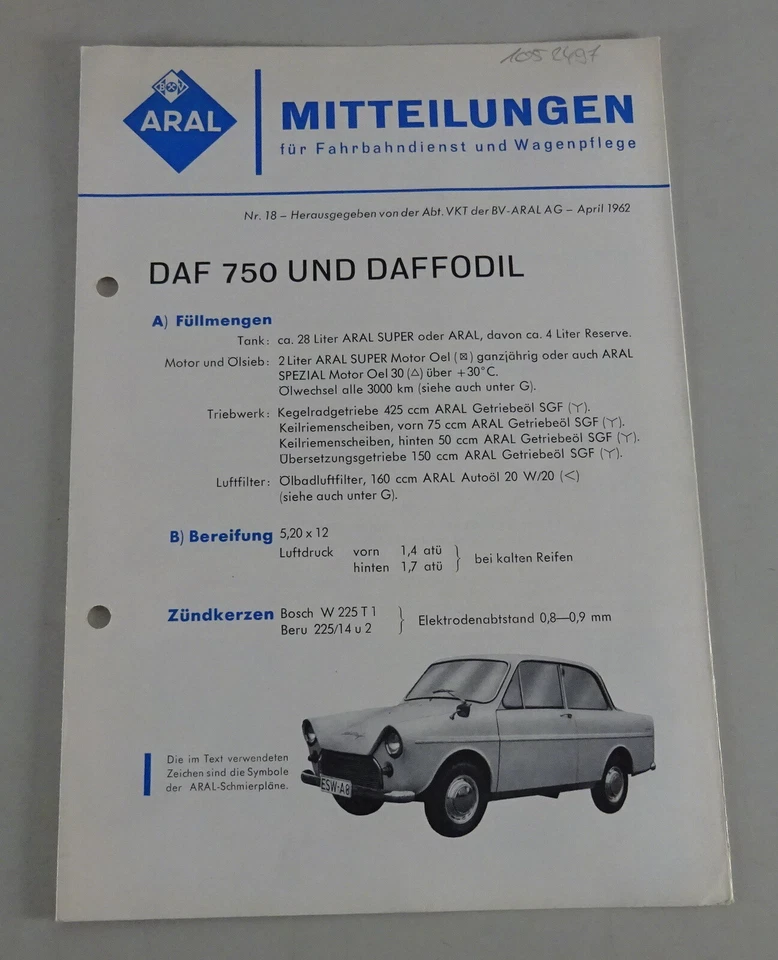 105 2497
BV
ARAL
MITTEILUNGEN
für Fahrbahndienst und Wagenpflege
Nr. 18 – Herausgegeben von der Abt. VKT der BV-ARAL AG – April 1962
DAF 750 UND DAFFODIL
A) Füllmengen
Tank: ca. 28 Liter ARAL SUPER oder ARAL, davon ca. 4 Liter Reserve.
Motor und Ölsieb: 2 Liter ARAL SUPER Motor Oel (⊠) ganzjährig oder auch ARAL
SPEZIAL Motor Oel 30 (△) über +30°C.
Ölwechsel alle 3000 km (siehe auch unter G).
Triebwerk: Kegelradgetriebe 425 ccm ARAL Getriebeöl SGF (Y).
Keilriemenscheiben, vorn 75 ccm ARAL Getriebeöl SGF (Y).
Keilriemenscheiben, hinten 50 ccm ARAL Getriebeöl SGF (Y).
Übersetzungsgetriebe 150 ccm ARAL Getriebeöl SGF (Y).
Luftfilter: Ölbadluftfilter, 160 ccm ARAL Autoöl 20 W/20 (<)
(siehe auch unter G).
B) Bereifung 5,20 x 12
Luftdruck vorn 1,4 atü } bei kalten Reifen
hinten 1,7 atü
Zündkerzen Bosch W 225 T 1 } Elektrodenabtstand 0,8—0,9 mm
Beru 225/14 u 2
Die im Text verwendeten
Zeichen sind die Symbole
der ARAL-Schmierpläne.
ESW-A8